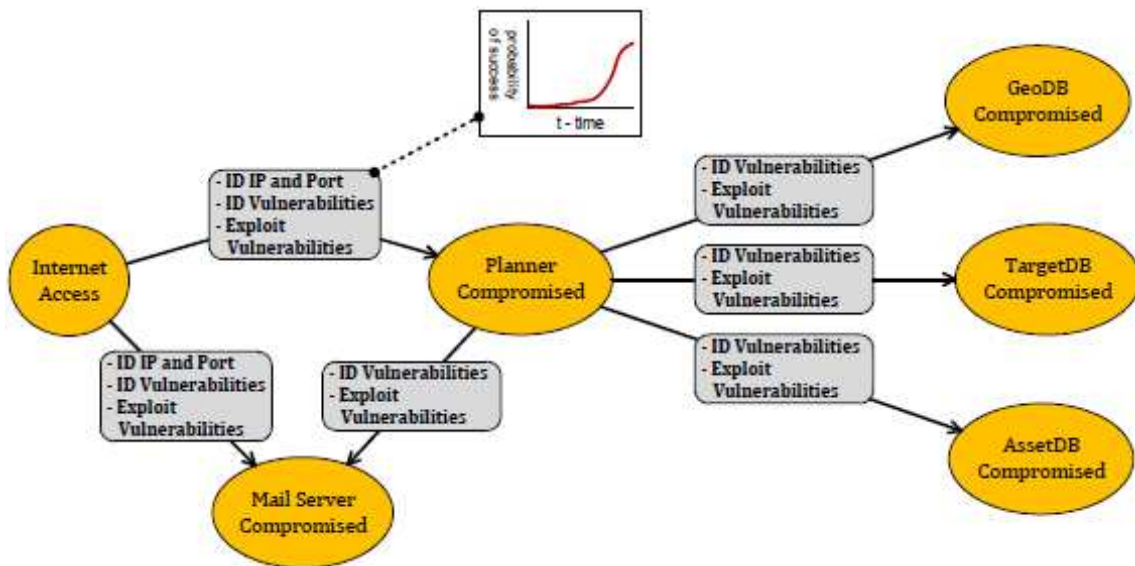 probability
of success
t - time
GeoDB
Compromised
- ID IP and Port
- ID Vulnerabilities
- Exploit
Vulnerabilities
- ID Vulnerabilities
- Exploit
Vulnerabilities
Internet
Access
Planner
Compromised
- ID Vulnerabilities
- Exploit
Vulnerabilities
TargetDB
Compromised
- ID IP and Port
- ID Vulnerabilities
- Exploit
Vulnerabilities
- ID Vulnerabilities
- Exploit
Vulnerabilities
- ID Vulnerabilities
- Exploit
Vulnerabilities
AssetDB
Compromised
Mail Server
Compromised